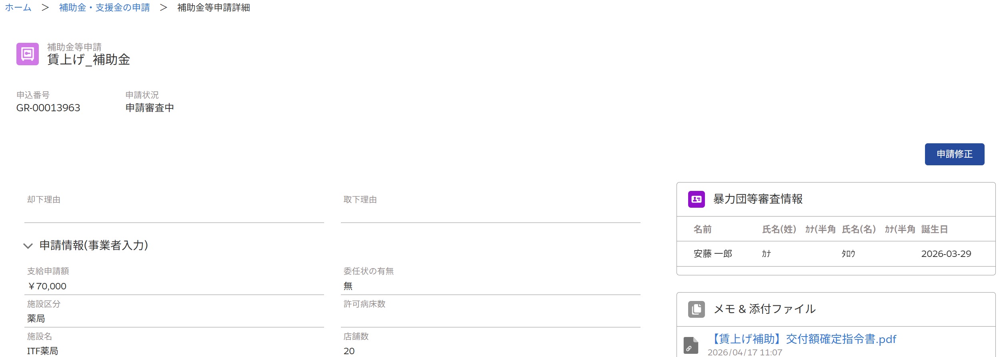 ホーム ＞ 補助金・支援金の申請 ＞ 補助金等申請詳細
補助金等申請
賃上げ_補助金
申込番号 申請状況
GR-00013963 申請審査中
申請修正
却下理由 取下理由
申請情報(事業者入力)
支給申請額 委任状の有無
￥70,000 無
施設区分 許可病床数
薬局
施設名 店舗数
ITF薬局 20
暴力団等審査情報
名前 氏名(姓) ｶﾅ(半角 氏名(名) ｶﾅ(半角 誕生日
安藤 一郎 ｶﾅ ﾀﾛｳ 2026-03-29
メモ & 添付ファイル
【賃上げ補助】交付額確定指令書.pdf
2026/04/17 11:07